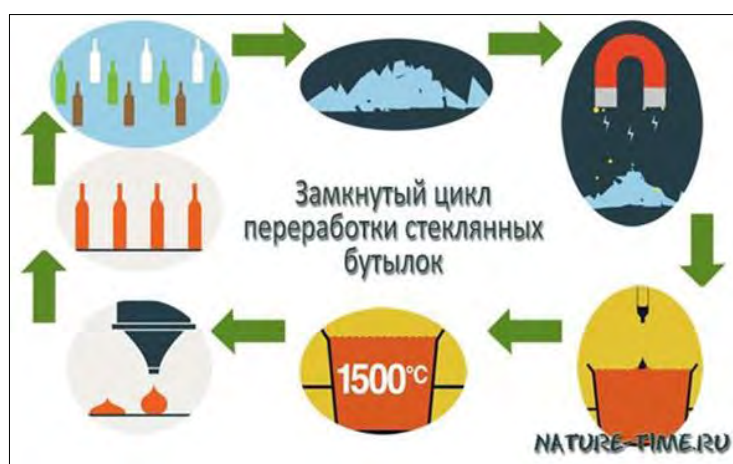 Замкнутый цикл
переработки стеклянных
бутылок
1500°C
NATURE-TIME.RU